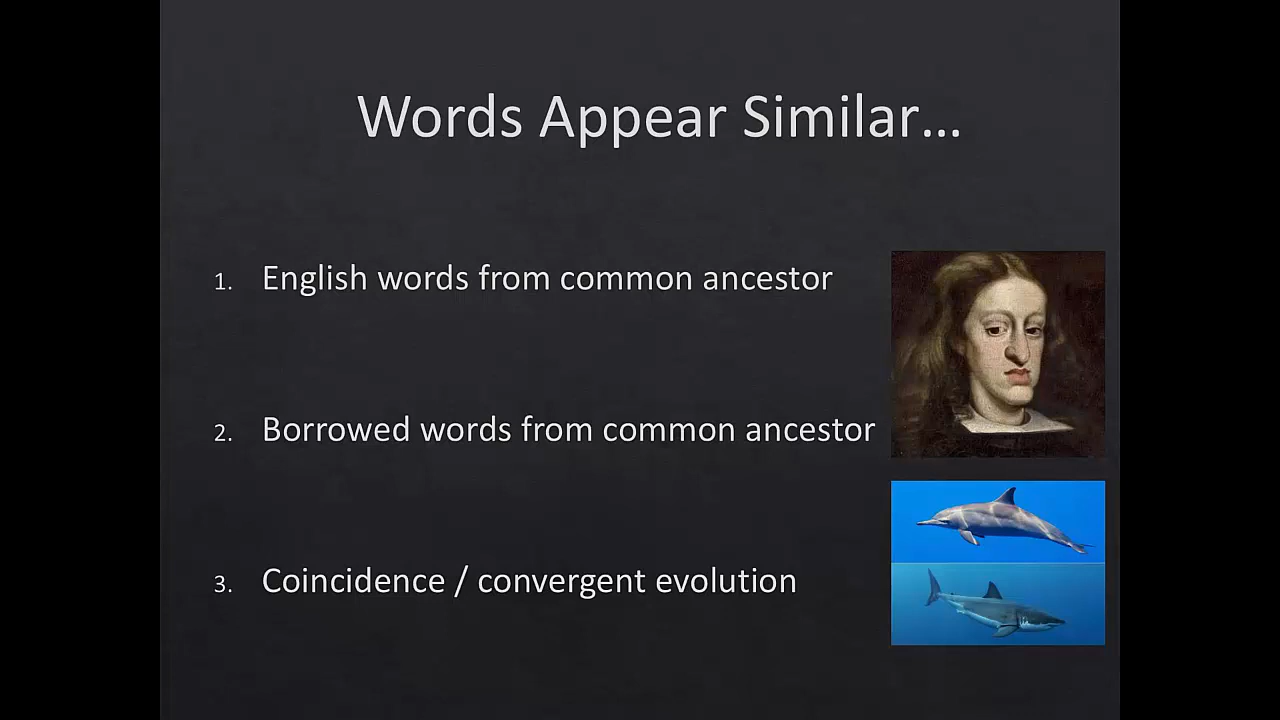 Words Appear Similar…
1. English words from common ancestor
2. Borrowed words from common ancestor
3. Coincidence / convergent evolution